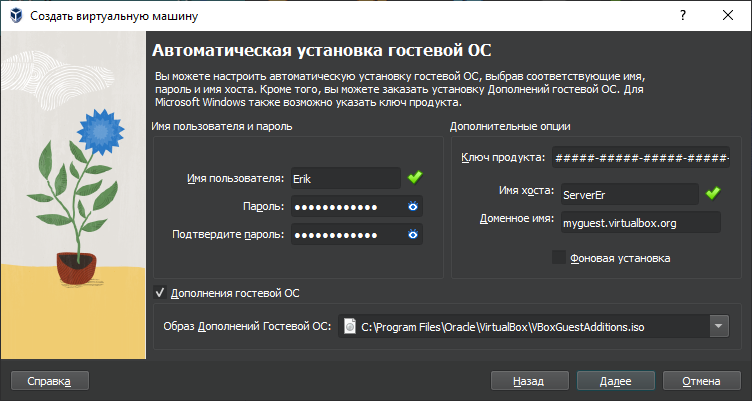 Создать виртуальную машину
Автоматическая установка гостевой ОС
Вы можете настроить автоматическую установку гостевой ОС, выбрав соответствующие имя,
пароль и имя хоста. Кроме того, вы можете заказать установку Дополнений гостевой ОС. Для
Microsoft Windows также возможно указать ключ продукта.
Имя пользователя и пароль
Имя пользователя: Erik
Пароль: ●●●●●●●●●●●●
Подтвердите пароль: ●●●●●●●●●●●●
Дополнительные опции
Ключ продукта: #####-#####-#####-#####-
Имя хоста: ServerEr
Доменное имя: myguest.virtualbox.org
Фоновая установка
Дополнения гостевой ОС
Образ Дополнений Гостевой ОС: C:\Program Files\Oracle\VirtualBox\VBoxGuestAdditions.iso
Справка Назад Далее Отмена